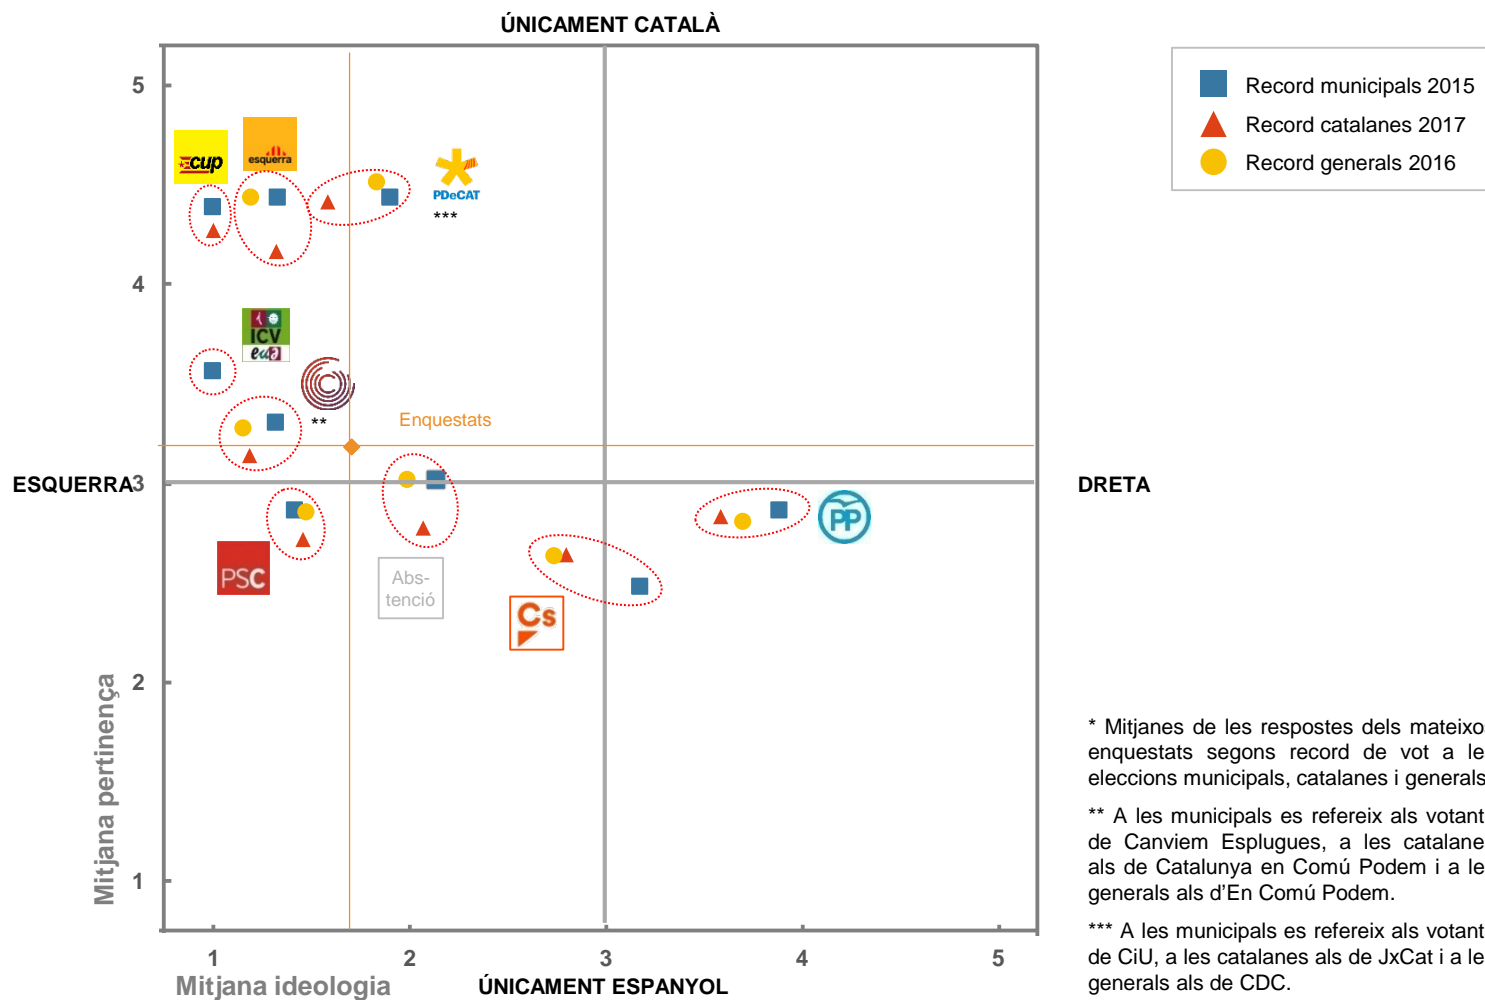 ÚNICAMENT CATALÀ
Record municipals 2015
Record catalanes 2017
Record generals 2016
5
cup
esquerra
PDeCAT
***
4
ICV
euia
**
Enquestats
ESQUERRA
3
DRETA
PP
PSC
Abs-
tenció
Cs
2
Mitjana pertinença
1
* Mitjanes de les respostes dels mateixos
enquestats segons record de vot a le
eleccions municipals, catalanes i generals
** A les municipals es refereix als votant
de Canviem Esplugues, a les catalane
als de Catalunya en Comú Podem i a le
generals als d'En Comú Podem.
*** A les municipals es refereix als votant
de CiU, a les catalanes als de JxCat i a le
generals als de CDC.
1 2 3 4 5
Mitjana ideologia
ÚNICAMENT ESPANYOL